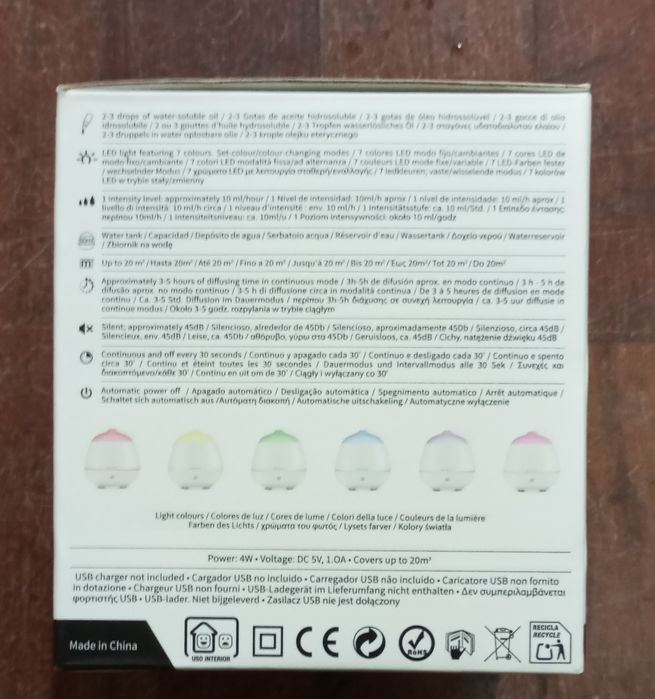 2-3 drops of water-soluble oil / 2-3 Gotas de aceite hidrosoluble / 2-3 gotas de óleo hidrossolúvel / 2-3 gocce di olio
idrosolubile / 2 ou 3 gouttes d'huile hydrosoluble / 2-3 Tropfen wasserlösliches Öl / 2-3 σταγόνες υδατοδιαλυτού ελαίου /
2-3 druppels in water oplosbare olie / 2-3 krople olejku eterycznego
LED light featuring 7 colours. Set-colour/colour-changing modes / 7 colores LED modo fijo/cambiantes / 7 cores LED de
modo fixo/cambiante / 7 colori LED modalità fissa/ad alternanza / 7 couleurs LED mode fixe/variable / 7 LED-Farben fester
/ wechselnder Modus / 7 χρώματα LED με λειτουργία σταθερή/εναλλαγής / 7 ledkleuren; vaste/wisselende modus / 7 kolorów
LED w trybie stały/zmienny
1 intensity level: approximately 10 ml/hour / 1 Nivel de intensidad: 10ml/h aprox / 1 nível de intensidade: 10 ml/h aprox / 1
livello di intensità: 10 ml/h circa / 1 niveau d'intensité : env. 10 ml/h / 1 Intensitätsstufe: ca. 10 ml/Std. / 1 Επίπεδο έντασης
περίπου 10ml/h / 1 Intensiteitsniveau: ca. 10ml/u / 1 Poziom intensywności: około 10 ml/godz
Water tank / Capacidad / Depósito de agua / Serbatoio acqua / Réservoir d'eau / Wassertank / Δοχείο νερού / Waterreservoir
/ Zbiornik na wodę
m² Up to 20 m² / Hasta 20m² / Até 20 m² / Fino a 20 m² / Jusqu'à 20 m² / Bis 20 m² / Έως 20m²/ Tot 20 m² / Do 20m²
Approximately 3-5 hours of diffusing time in continuous mode / 3h-5h de difusión aprox. en modo continuo / 3 h - 5 h de
difusão aprox. no modo contínuo / 3-5 h di diffusione circa in modalità continua / De 3 à 5 heures de diffusion en mode
continu / Ca. 3-5 Std. Diffusion im Dauermodus / περίπου 3h-5h διάχυσης σε συνεχή λειτουργία / ca. 3-5 uur diffusie in
continue modus / Około 3-5 godz. rozpylania w trybie ciągłym
Silent; approximately 45dB / Silencioso, alrededor de 45Db / Silencioso, aproximadamente 45Db / Silenzioso, circa 45dB /
Silencieux, env. 45dB / Leise, ca. 45Db / αθόρυβο, γύρω στα 45Db / Geruisloos, ca. 45dB / Cichy, natężenie dźwięku 45dB
Continuous and off every 30 seconds / Continuo y apagado cada 30' / Continuo e desligado cada 30' / Continuo e spento
circa 30' / Continu et éteint toutes les 30 secondes / Dauermodus und Intervallmodus alle 30 Sek / Συνεχές και
διακοπτόμενο/κάθε 30' / Continu en uit om de 30' / Ciągły i wyłączany co 30'
Automatic power off / Apagado automático / Desligação automática / Spegnimento automatico / Arrêt automatique /
Schaltet sich automatisch aus /Αυτόματη διακοπή / Automatische uitschakeling / Automatyczne wyłączenie
Light colours / Colores de luz / Cores de lume / Colori della luce / Couleurs de la lumière
Farben des Lichts / χρώματα του φωτός / Lysets farver / Kolory światła
Power: 4W • Voltage: DC 5V, 1.0A • Covers up to 20m²
USB charger not included • Cargador USB no incluido • Carregador USB não incluido • Caricatore USB non fornito
in dotazione • Chargeur USB non fourni • USB-Ladegerät im Lieferumfang nicht enthalten • Δεν συμπεριλαμβάνεται
φορτιστής USB • USB-lader. Niet bijgeleverd • Zasilacz USB nie jest dołączony
Made in China
USO INTERIOR
CE
RoHS
RECICLA
RECYCLE